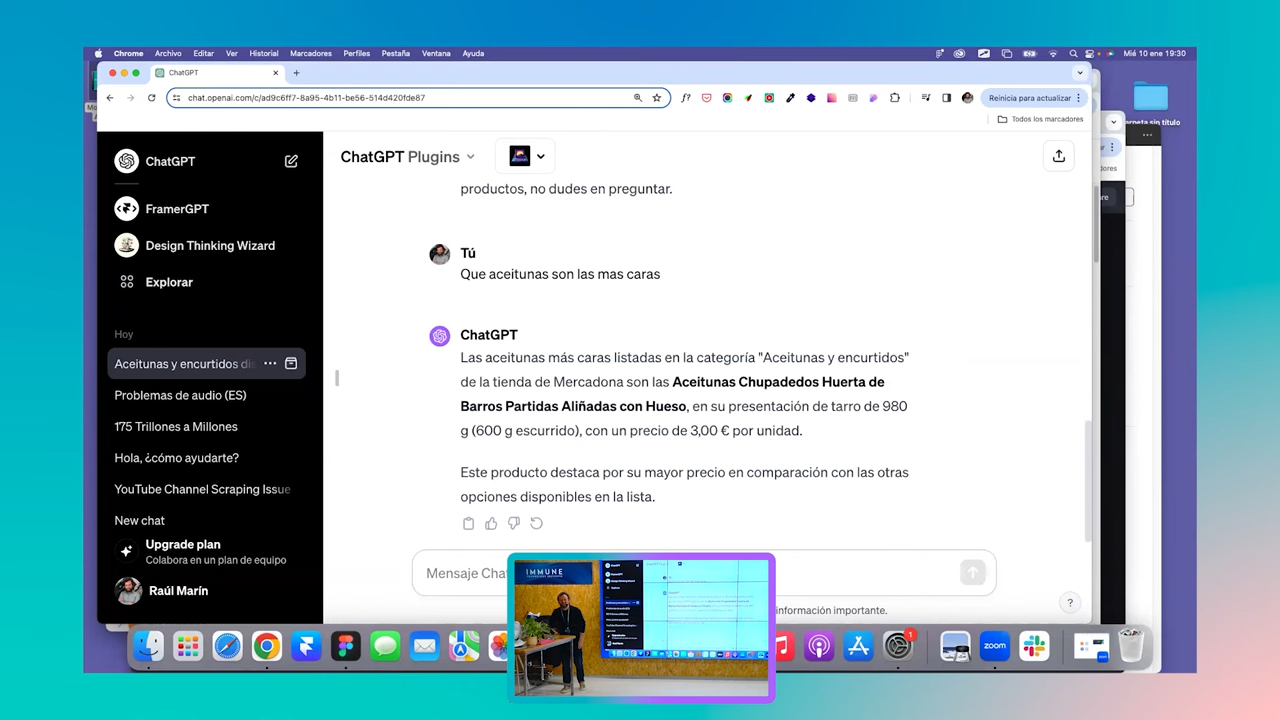 Chrome Archivo Editar Ver Historial Marcadores Perfiles Pestaña Ventana Ayuda
Mié 10 ene 19:30
ChatGPT
chat.openai.com/c/ad9c6ff7-8a95-4b11-be56-514d420fde87
Reinicia para actualizar
Todos los marcadores
arpeta sin título
ChatGPT
FramerGPT
Design Thinking Wizard
Explorar
Hoy
Aceitunas y encurtidos di
Problemas de audio (ES)
175 Trillones a Millones
Hola, ¿cómo ayudarte?
YouTube Channel Scraping Issue
New chat
Upgrade plan
Colabora en un plan de equipo
Raúl Marín
ChatGPT Plugins
productos, no dudes en preguntar.
Tú
Que aceitunas son las mas caras
ChatGPT
Las aceitunas más caras listadas en la categoría "Aceitunas y encurtidos"
de la tienda de Mercadona son las Aceitunas Chupadedos Huerta de
Barros Partidas Aliñadas con Hueso, en su presentación de tarro de 980
g (600 g escurrido), con un precio de 3,00 € por unidad.
Este producto destaca por su mayor precio en comparación con las otras
opciones disponibles en la lista.
Mensaje Cha
información importante.
?
IMMUNE
1
zoom